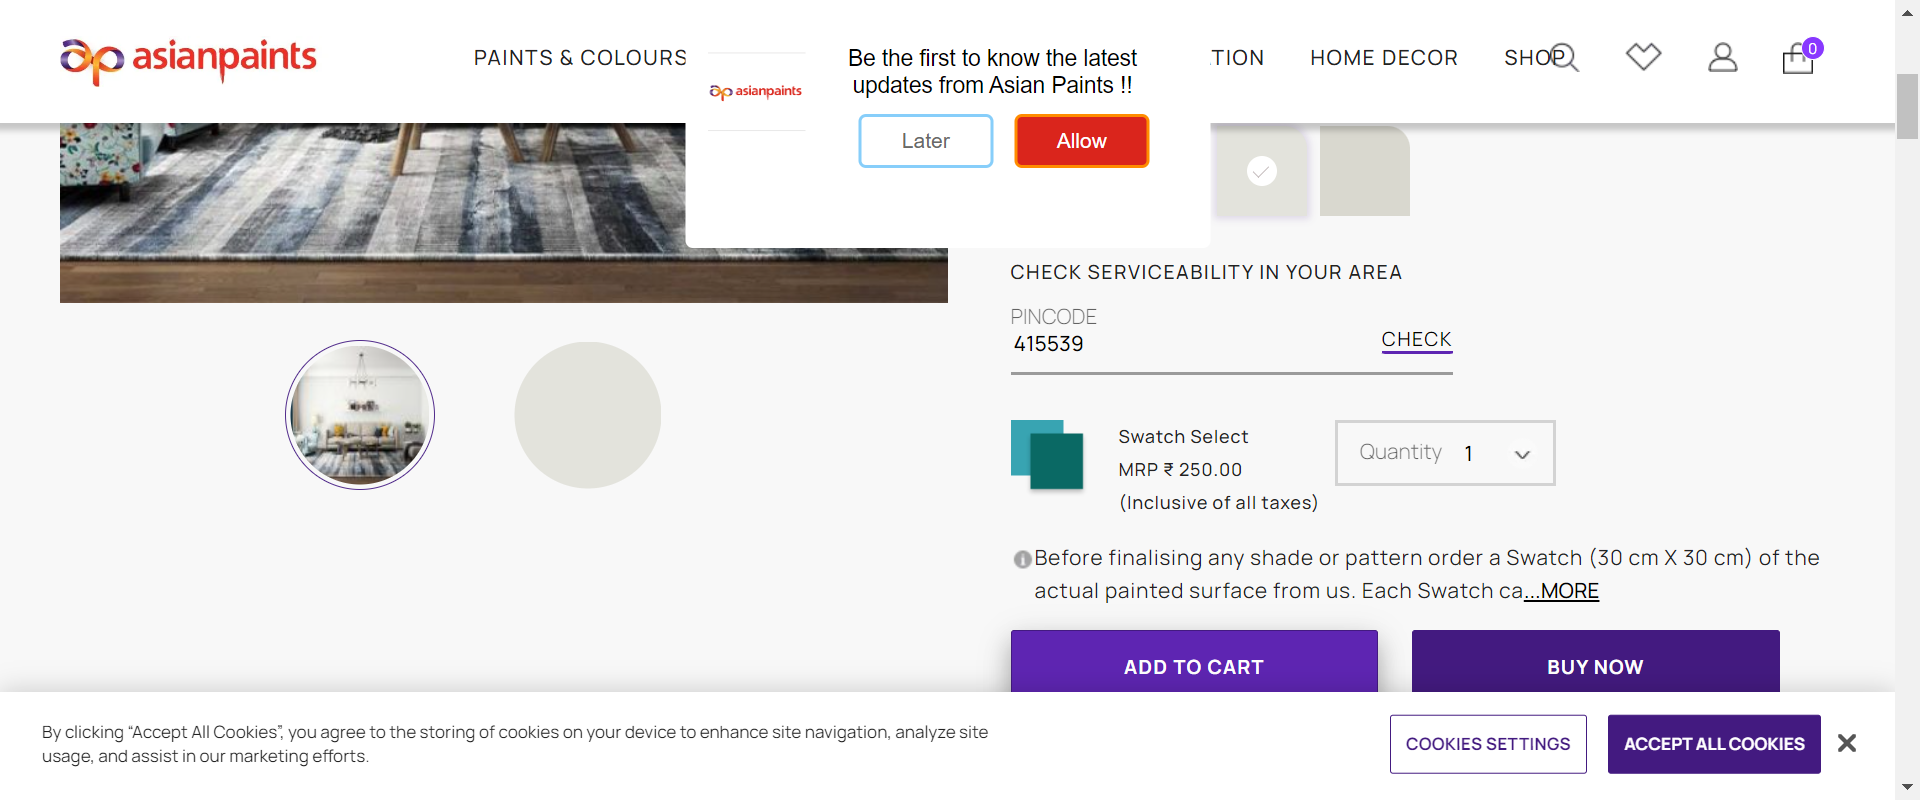 asianpaints
PAINTS & COLOURS
TION
HOME DECOR
SHOP
0
asianpaints
Be the first to know the latest
updates from Asian Paints !!
Later
Allow
CHECK SERVICEABILITY IN YOUR AREA
PINCODE
415539
CHECK
Swatch Select
MRP ₹ 250.00
(Inclusive of all taxes)
Quantity 1
Before finalising any shade or pattern order a Swatch (30 cm X 30 cm) of the
actual painted surface from us. Each Swatch ca...MORE
ADD TO CART
BUY NOW
By clicking “Accept All Cookies”, you agree to the storing of cookies on your device to enhance site navigation, analyze site
usage, and assist in our marketing efforts.
COOKIES SETTINGS
ACCEPT ALL COOKIES